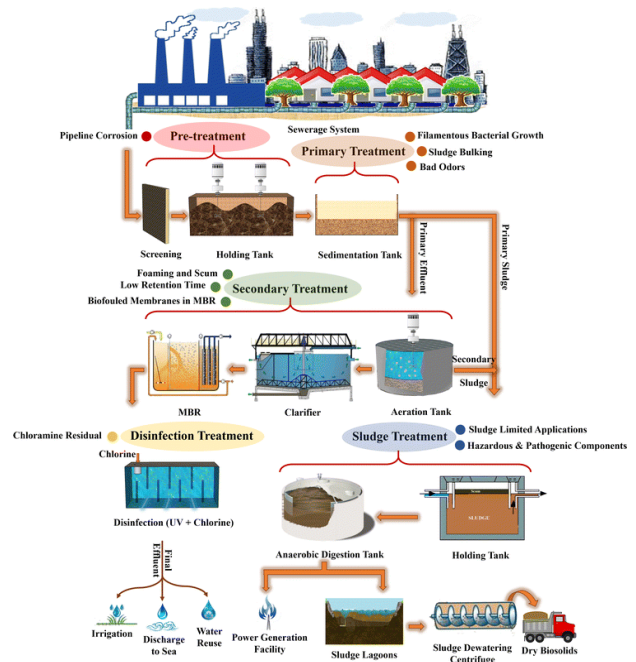 Sewerage System
Pipeline Corrosion
Pre-treatment
Primary Treatment
Filamentous Bacterial Growth
Sludge Bulking
Bad Odors
Screening
Holding Tank
Sedimentation Tank
Primary Effluent
Primary Sludge
Foaming and Scum
Low Retention Time
Biofouled Membranes in MBR
Secondary Treatment
MBR
Clarifier
Aeration Tank
Secondary
Sludge
Chloramine Residual
Disinfection Treatment
Sludge Treatment
Sludge Limited Applications
Hazardous & Pathogenic Components
Chlorine
Disinfection (UV + Chlorine)
Anaerobic Digestion Tank
SLUDGE
Holding Tank
Final
Effluent
Irrigation
Discharge
to Sea
Water
Reuse
Power Generation
Facility
Sludge Lagoons
Sludge Dewatering
Centrifuge
Dry Biosolids